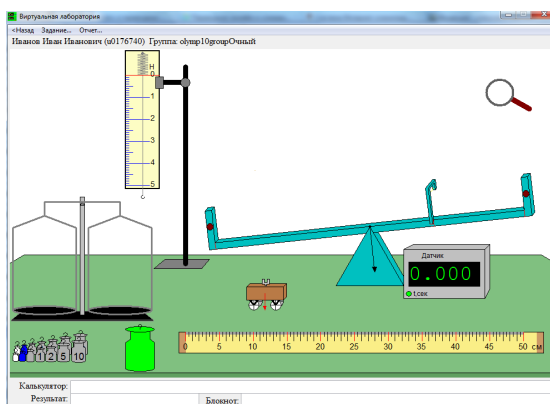 Виртуальная лаборатория
<Назад Задание... Отчет...
Иванов Иван Иванович (u0176740) Группа: olymp10groupОчный
Н
0
1
2
3
4
5
Датчик
0.000
t,сек
1 2 5 10
0 5 10 15 20 25 30 35 40 45 50 см
Калькулятор:
Результат: Блокнот: